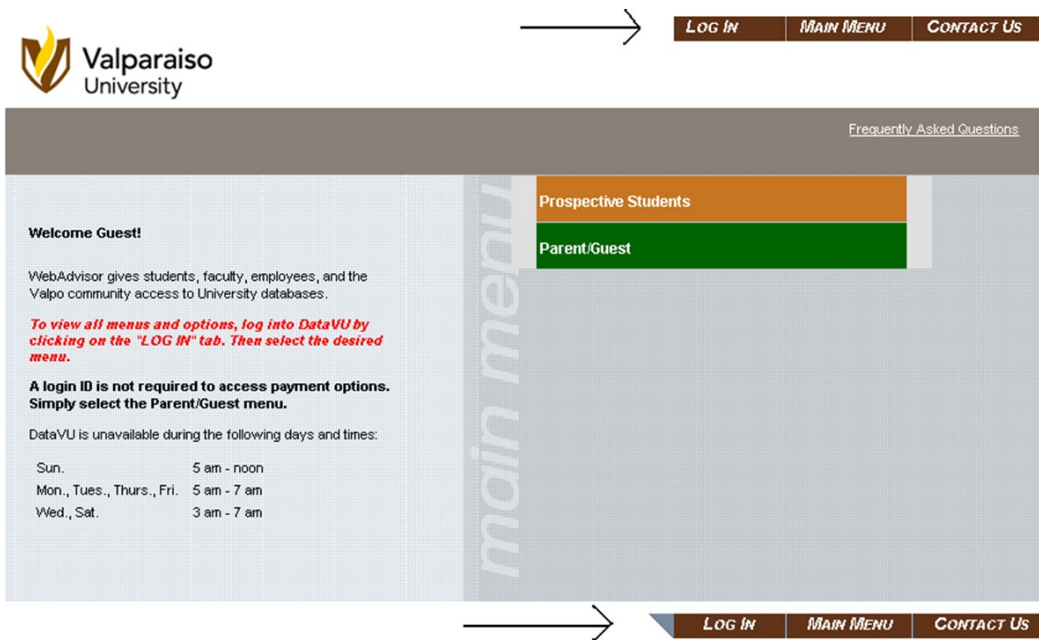 LOG IN MAIN MENU CONTACT US
Valparaiso
University
Frequently Asked Questions
main menu
Prospective Students
Parent/Guest
Welcome Guest!
WebAdvisor gives students, faculty, employees, and the
Valpo community access to University databases.
To view all menus and options, log into DataVU by
clicking on the "LOG IN" tab. Then select the desired
menu.
A login ID is not required to access payment options.
Simply select the Parent/Guest menu.
DataVU is unavailable during the following days and times:
Sun. 5 am - noon
Mon., Tues., Thurs., Fri. 5 am - 7 am
Wed., Sat. 3 am - 7 am
LOG IN MAIN MENU CONTACT US